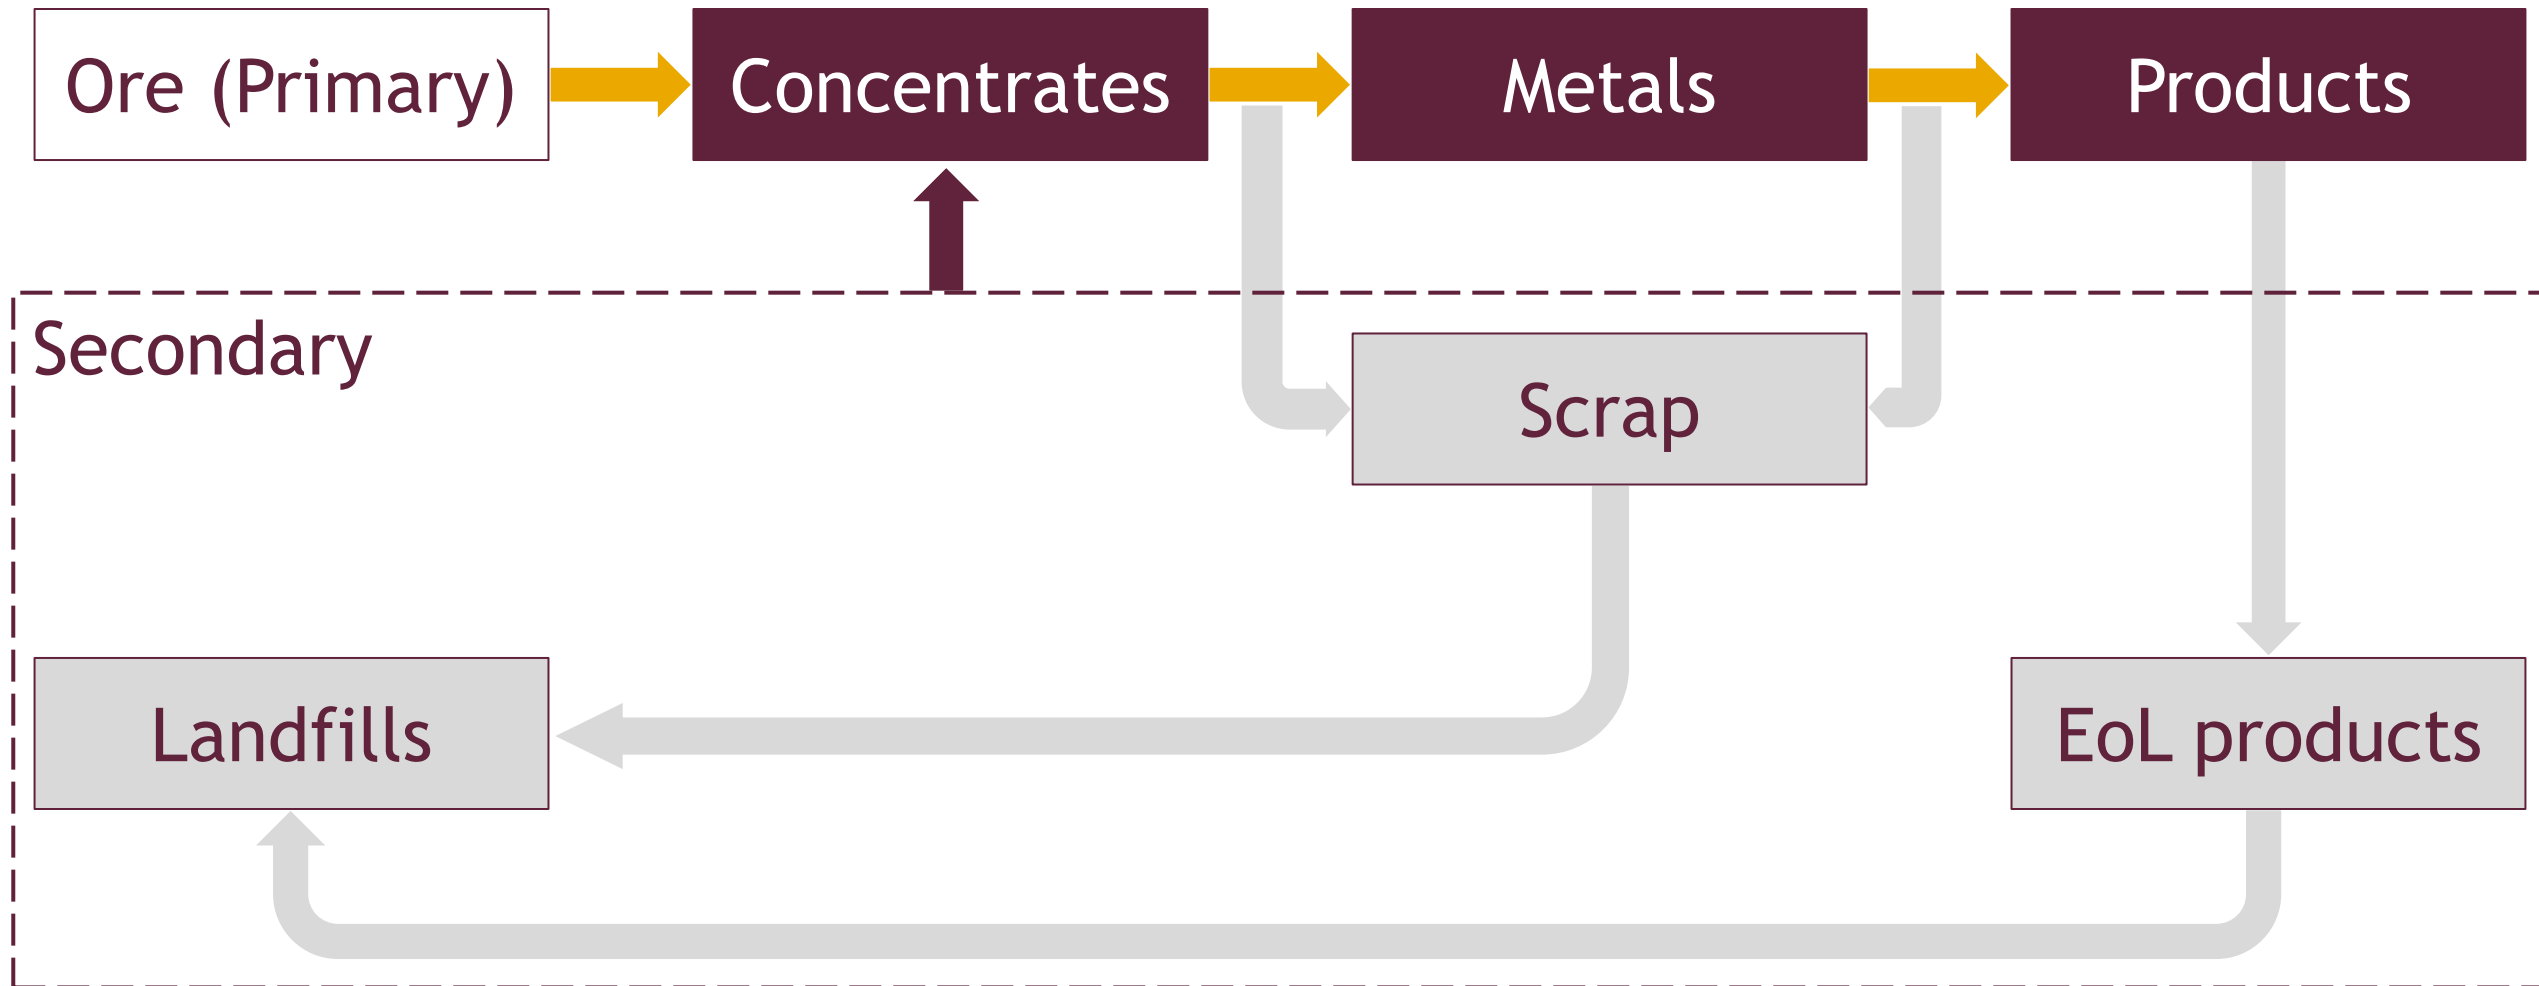 Ore (Primary)
Concentrates
Metals
Products
Secondary
Scrap
Landfills
EoL products